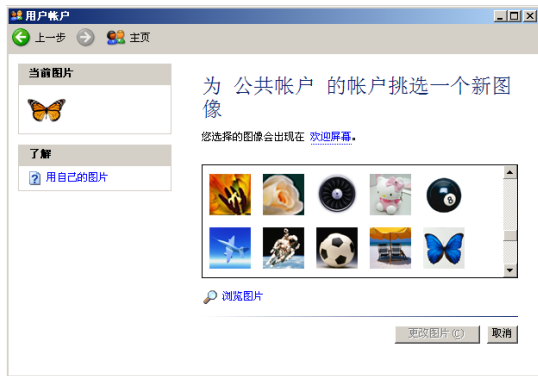 用户帐户
上一步 主页
当前图片
了解
用自己的图片
为 公共帐户 的帐户挑选一个新图
像
您选择的图像会出现在 欢迎屏幕。
8
浏览图片
更改图片(C) 取消